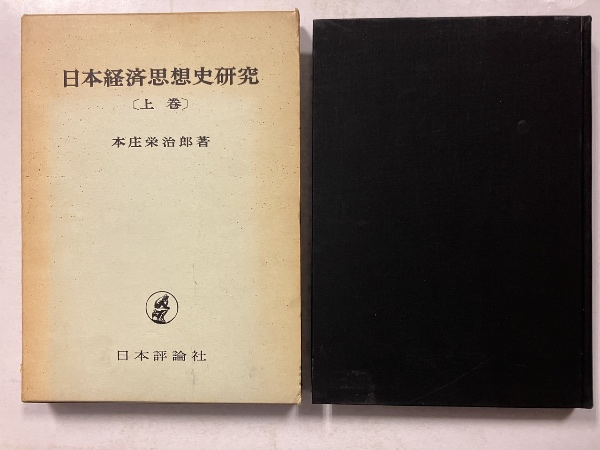 日本経済思想史研究
〔上巻〕
本庄栄治郎著
日本評論社